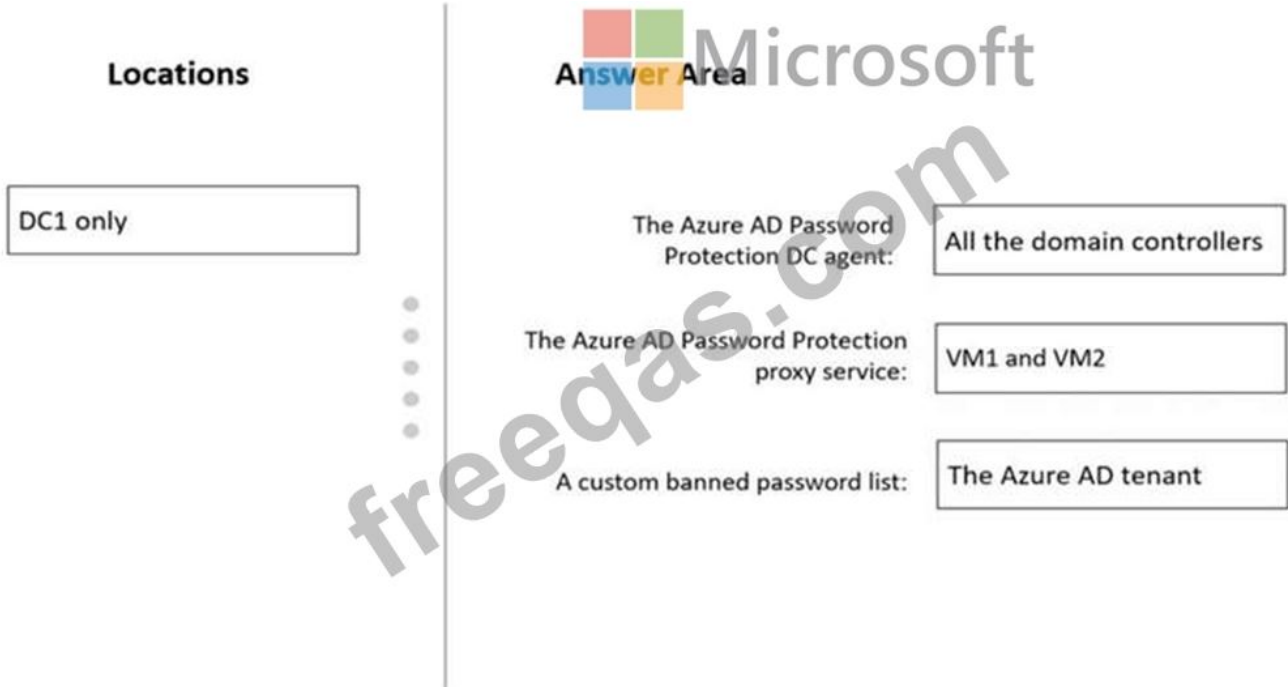 Microsoft
Locations
Answer Area
DC1 only
The Azure AD Password
Protection DC agent:
All the domain controllers
The Azure AD Password Protection
proxy service:
VM1 and VM2
A custom banned password list:
The Azure AD tenant
freeqas.com